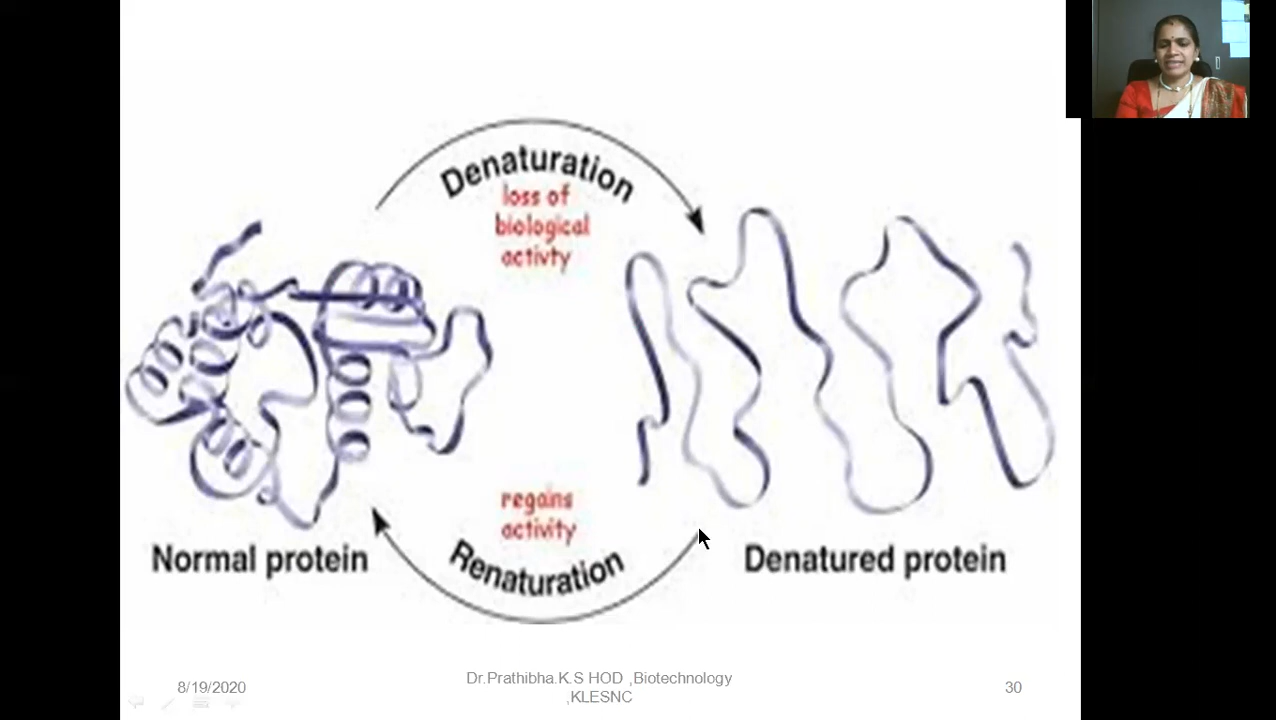 Denaturation
loss of
biological
activty
regains
activity
Renaturation
Normal protein
Denatured protein
8/19/2020
Dr.Prathibha.K.S HOD ,Biotechnology
,KLESNC
30